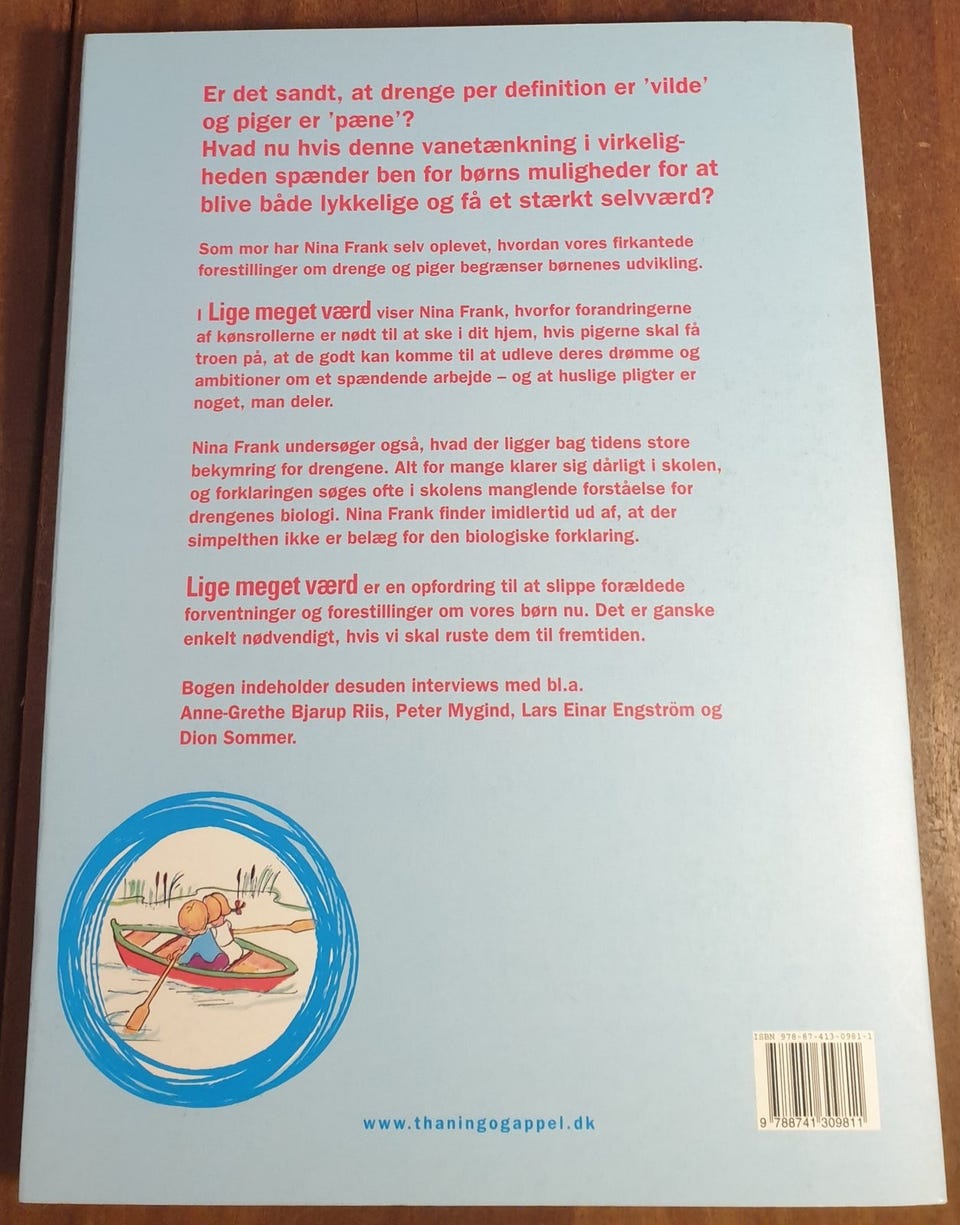 Er det sandt, at drenge per definition er 'vilde'
og piger er 'pæne'?
Hvad nu hvis denne vanetænkning i virkelig-
heden spænder ben for børns muligheder for at
blive både lykkelige og få et stærkt selvværd?
Som mor har Nina Frank selv oplevet, hvordan vores firkantede
forestillinger om drenge og piger begrænser børnenes udvikling.
I Lige meget værd viser Nina Frank, hvorfor forandringerne
af kønsrollerne er nødt til at ske i dit hjem, hvis pigerne skal få
troen på, at de godt kan komme til at udleve deres drømme og
ambitioner om et spændende arbejde – og at huslige pligter er
noget, man deler.
Nina Frank undersøger også, hvad der ligger bag tidens store
bekymring for drengene. Alt for mange klarer sig dårligt i skolen,
og forklaringen søges ofte i skolens manglende forståelse for
drengenes biologi. Nina Frank finder imidlertid ud af, at der
simpelthen ikke er belæg for den biologiske forklaring.
Lige meget værd er en opfordring til at slippe forældede
forventninger og forestillinger om vores børn nu. Det er ganske
enkelt nødvendigt, hvis vi skal ruste dem til fremtiden.
Bogen indeholder desuden interviews med bl.a.
Anne-Grethe Bjarup Riis, Peter Mygind, Lars Einar Engström og
Dion Sommer.
ISBN 978-87-413-0981-1
9 788741 309811
www.thaningogappel.dk